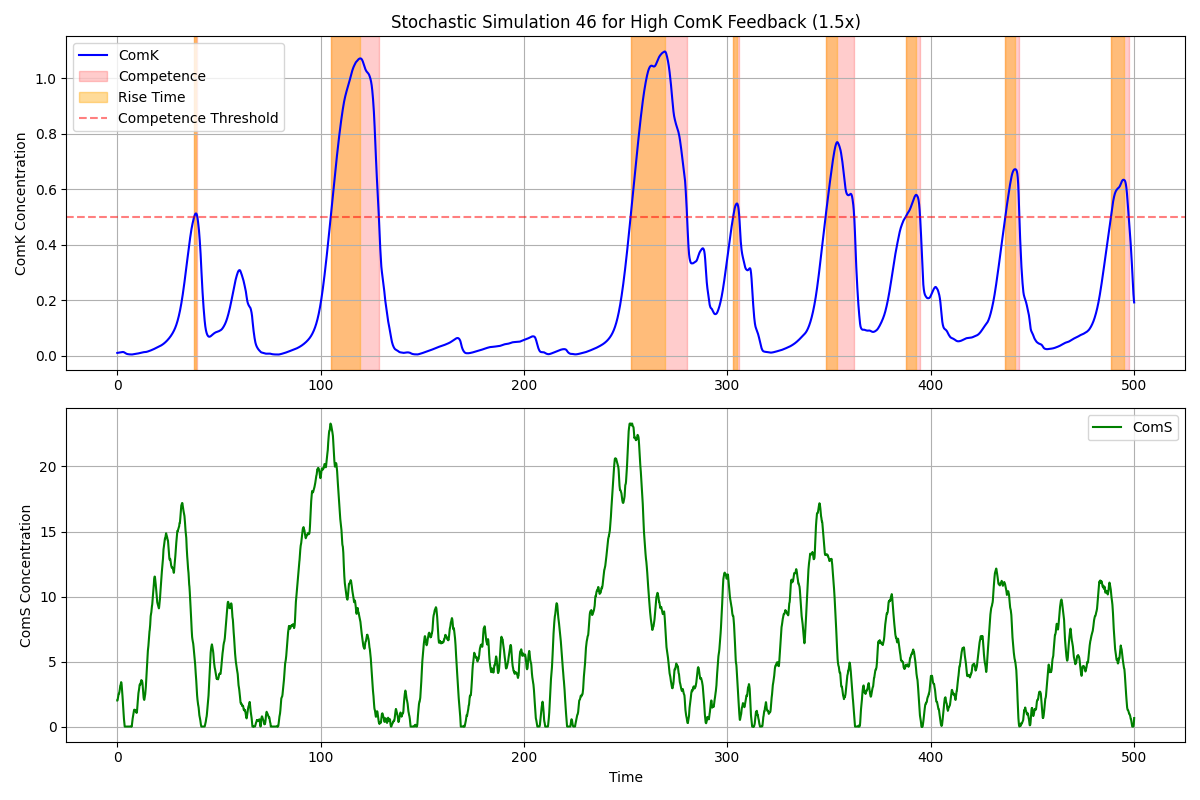 Stochastic Simulation 46 for High ComK Feedback (1.5x)
ComK
Competence
Rise Time
Competence Threshold
ComK Concentration
1.0
0.8
0.6
0.4
0.2
0.0
0 100 200 300 400 500
ComS
ComS Concentration
20
15
10
5
0
0 100 200 300 400 500
Time